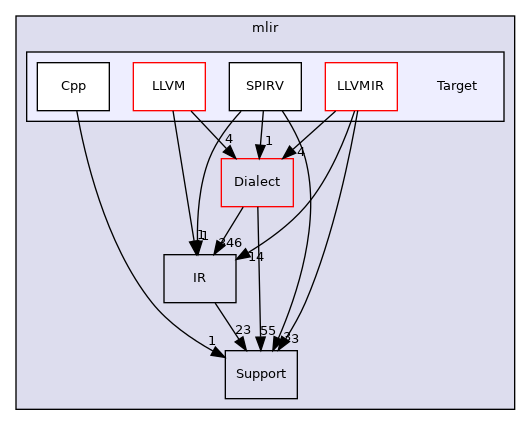 mlir
Cpp
LLVM
SPIRV
LLVMIR
Target
4
1
4
Dialect
1
1
346
14
IR
1
23
55
33
Support